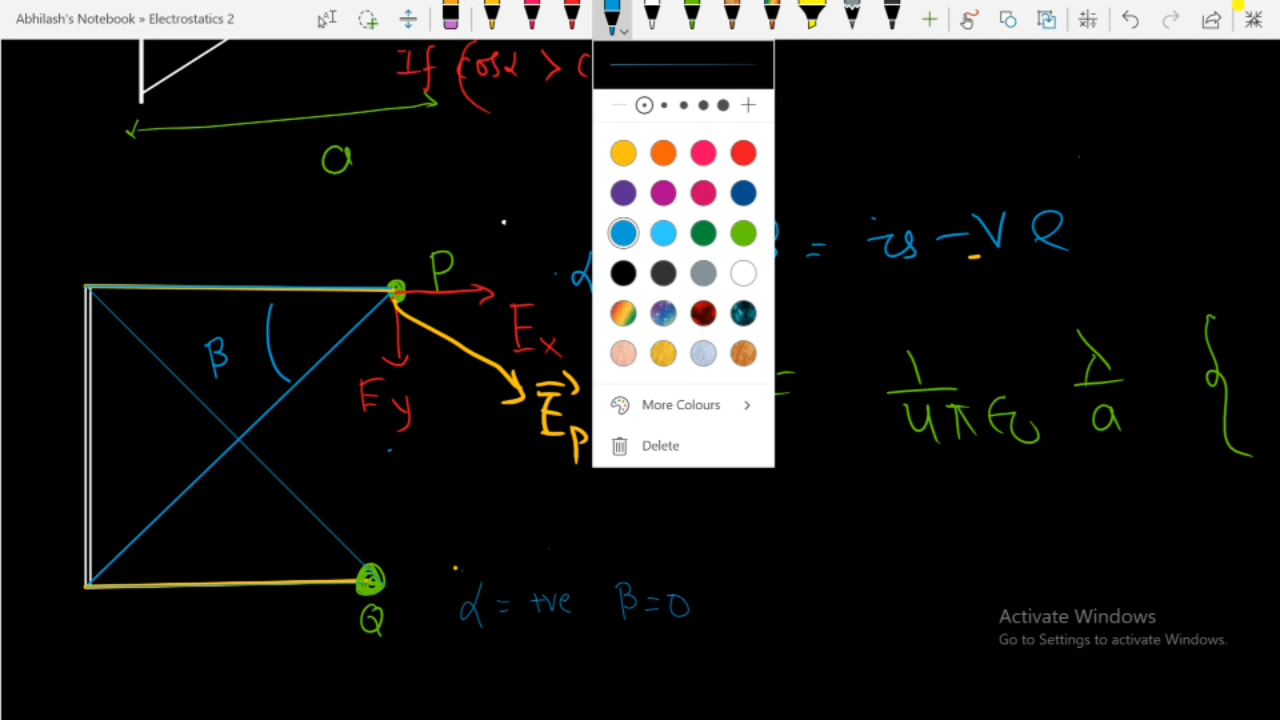 Abhilash's Notebook » Electrostatics 2
If (cosα >
a
P
α
= is -ve
Ex
β
Ey
Ep
= 1/4πε0 λ/a {
More Colours
Delete
α = +ve β = 0
Q
Activate Windows
Go to Settings to activate Windows.